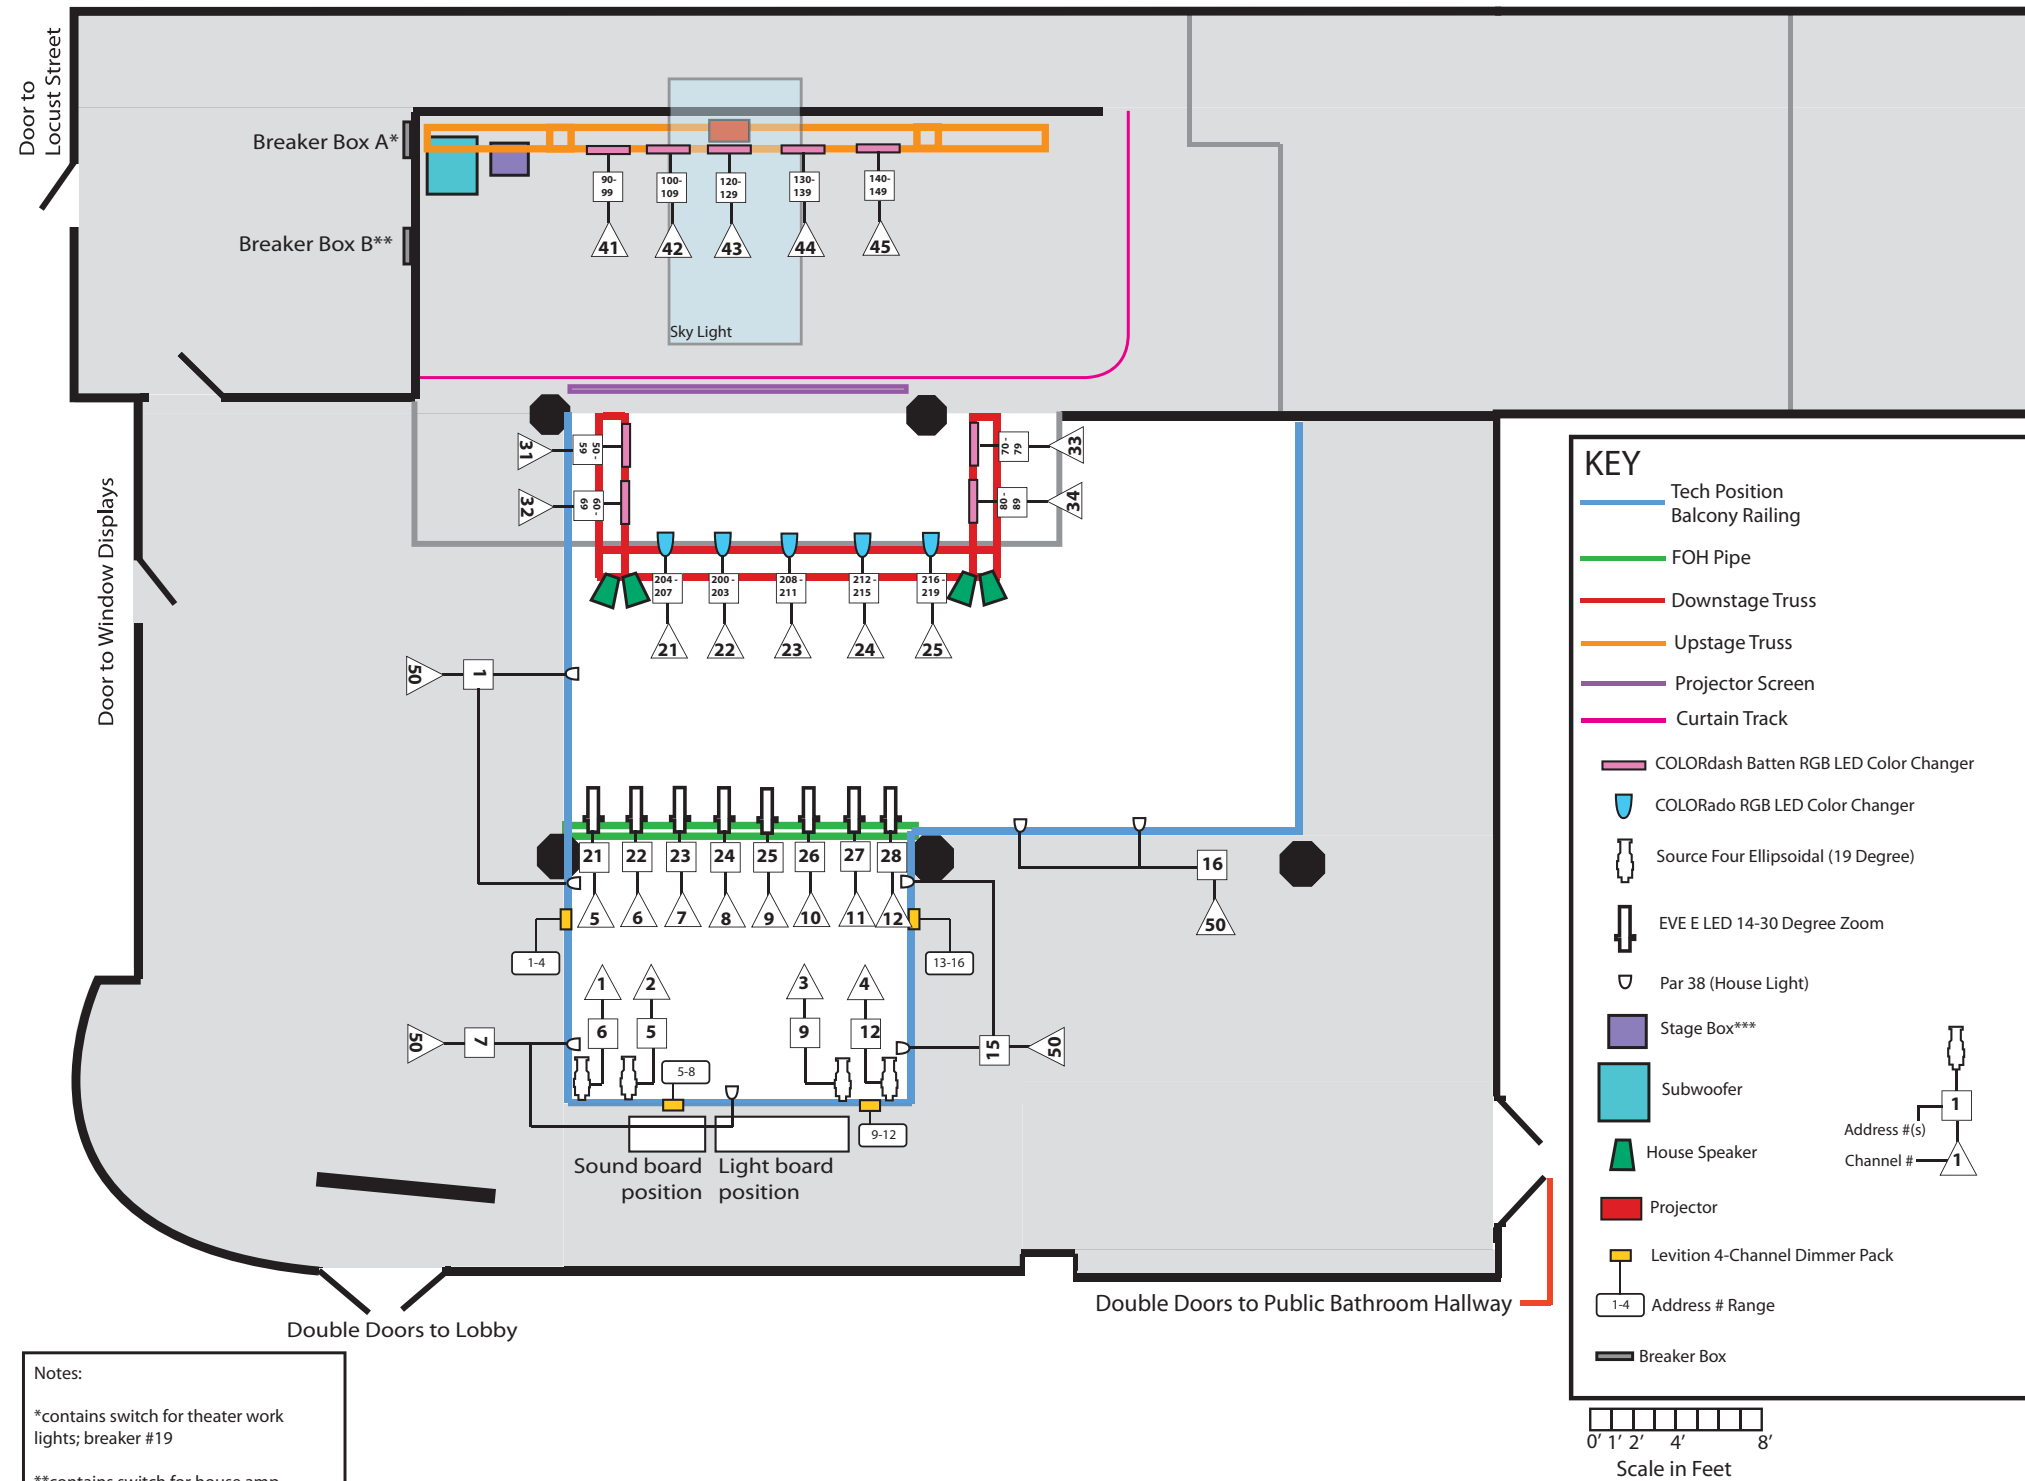 Door to
Locust Street
Breaker Box A*
Breaker Box B**
90-
99
100-
109
120-
129
130-
139
140-
149
41
42
43
44
45
Sky Light
31
50 -
59
32
60 -
69
70 -
79
33
80 -
89
34
204 -
207
200 -
203
208 -
211
212 -
215
216 -
219
21
22
23
24
25
Door to Window Displays
50
1
21
22
23
24
25
26
27
28
5
6
7
8
9
10
11
12
16
50
1-4
13-16
1
2
3
4
6
5
9
12
50
7
15
50
5-8
9-12
Sound board
position
Light board
position
Double Doors to Lobby
Double Doors to Public Bathroom Hallway
KEY
Tech Position
Balcony Railing
FOH Pipe
Downstage Truss
Upstage Truss
Projector Screen
Curtain Track
COLORdash Batten RGB LED Color Changer
COLORado RGB LED Color Changer
Source Four Ellipsoidal (19 Degree)
EVE E LED 14-30 Degree Zoom
Par 38 (House Light)
Stage Box***
Subwoofer
House Speaker
Projector
Levition 4-Channel Dimmer Pack
1-4
Address # Range
Breaker Box
1
Address #(s)
Channel #
1
0' 1' 2' 4' 8'
Scale in Feet
Notes:
*contains switch for theater work
lights; breaker #19
**contains switch for house amp